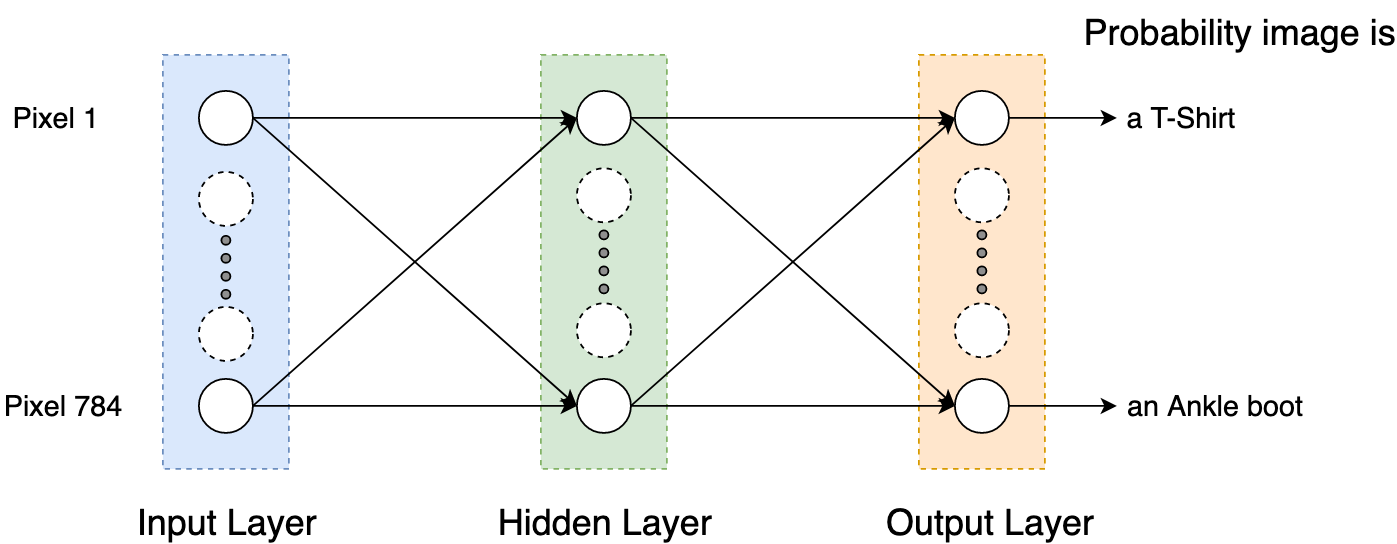 Probability image is
Pixel 1
a T-Shirt
Pixel 784
an Ankle boot
Input Layer
Hidden Layer
Output Layer